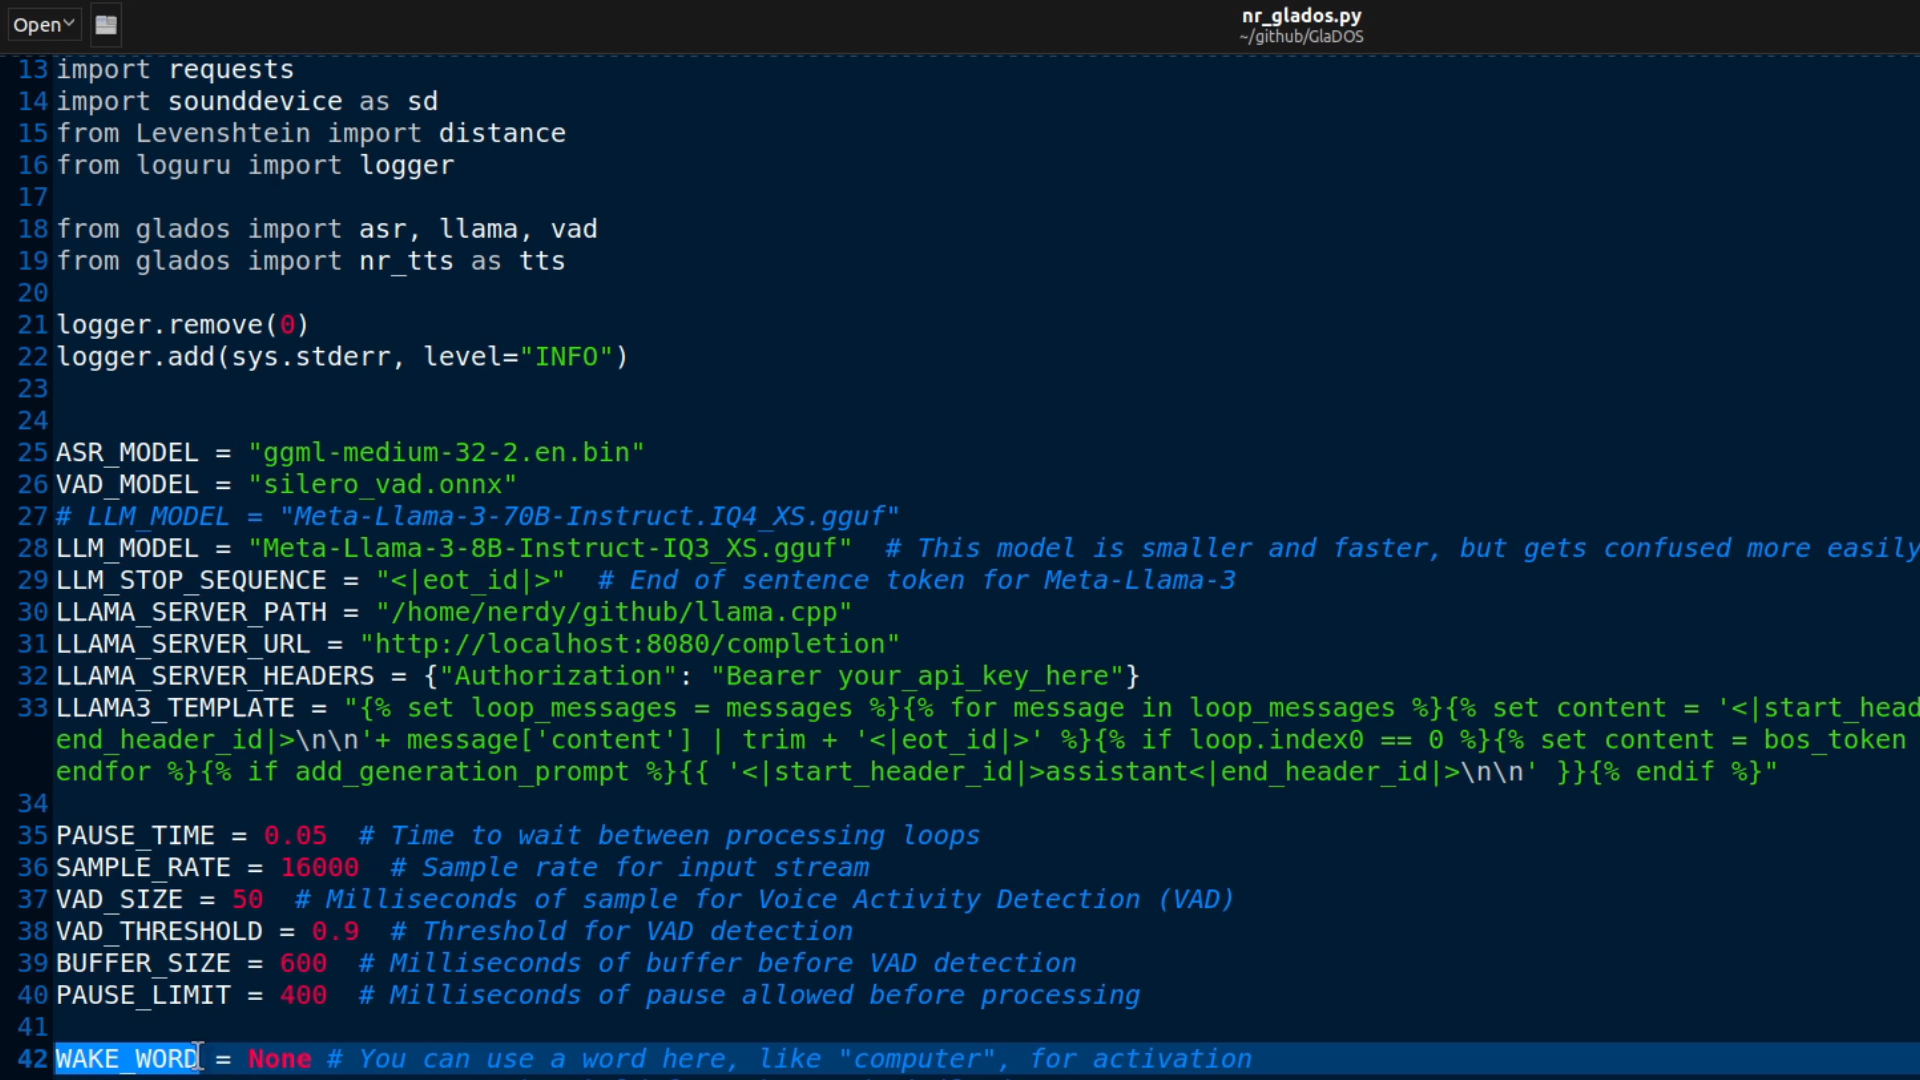 Open
nr_glados.py
~/github/GlaDOS
13 import requests
14 import sounddevice as sd
15 from Levenshtein import distance
16 from loguru import logger
17
18 from glados import asr, llama, vad
19 from glados import nr_tts as tts
20
21 logger.remove(0)
22 logger.add(sys.stderr, level="INFO")
23
24
25 ASR_MODEL = "ggml-medium-32-2.en.bin"
26 VAD_MODEL = "silero_vad.onnx"
27 # LLM_MODEL = "Meta-Llama-3-70B-Instruct.IQ4_XS.gguf"
28 LLM_MODEL = "Meta-Llama-3-8B-Instruct-IQ3_XS.gguf"  # This model is smaller and faster, but gets confused more easily
29 LLM_STOP_SEQUENCE = "<|eot_id|>"  # End of sentence token for Meta-Llama-3
30 LLAMA_SERVER_PATH = "/home/nerdy/github/llama.cpp"
31 LLAMA_SERVER_URL = "http://localhost:8080/completion"
32 LLAMA_SERVER_HEADERS = {"Authorization": "Bearer your_api_key_here"}
33 LLAMA3_TEMPLATE = "{% set loop_messages = messages %}{% for message in loop_messages %}{% set content = '<|start_head
end_header_id|>\n\n'+ message['content'] | trim + '<|eot_id|>' %}{% if loop.index0 == 0 %}{% set content = bos_token
endfor %}{% if add_generation_prompt %}{{ '<|start_header_id|>assistant<|end_header_id|>\n\n' }}{% endif %}"
34
35 PAUSE_TIME = 0.05  # Time to wait between processing loops
36 SAMPLE_RATE = 16000  # Sample rate for input stream
37 VAD_SIZE = 50  # Milliseconds of sample for Voice Activity Detection (VAD)
38 VAD_THRESHOLD = 0.9  # Threshold for VAD detection
39 BUFFER_SIZE = 600  # Milliseconds of buffer before VAD detection
40 PAUSE_LIMIT = 400  # Milliseconds of pause allowed before processing
41
42 WAKE_WORD = None # You can use a word here, like "computer", for activation